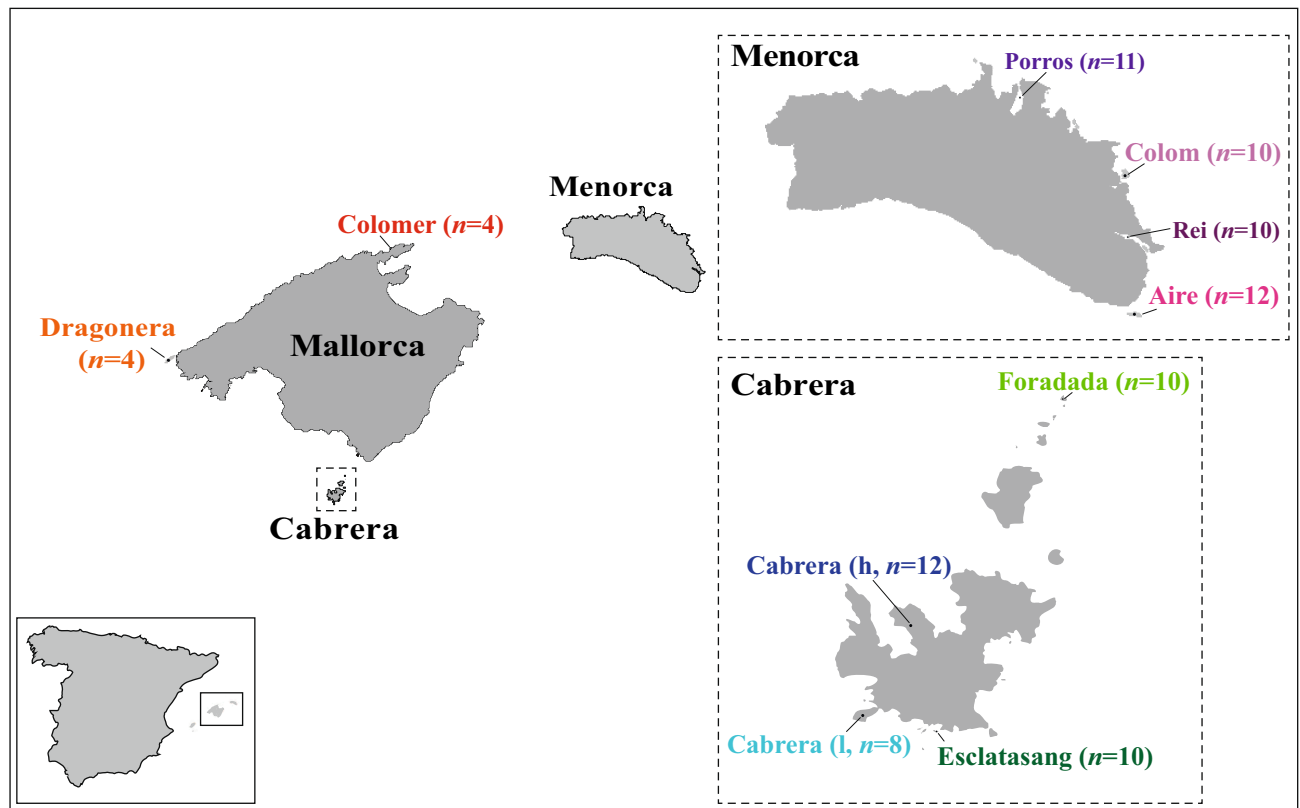 Menorca
Colomer (n=4)
Dragonera
(n=4)
Mallorca
Cabrera
Menorca
Porros (n=11)
Colom (n=10)
Rei (n=10)
Aire (n=12)
Cabrera
Foradada (n=10)
Cabrera (h, n=12)
Cabrera (l, n=8)
Esclatasang (n=10)